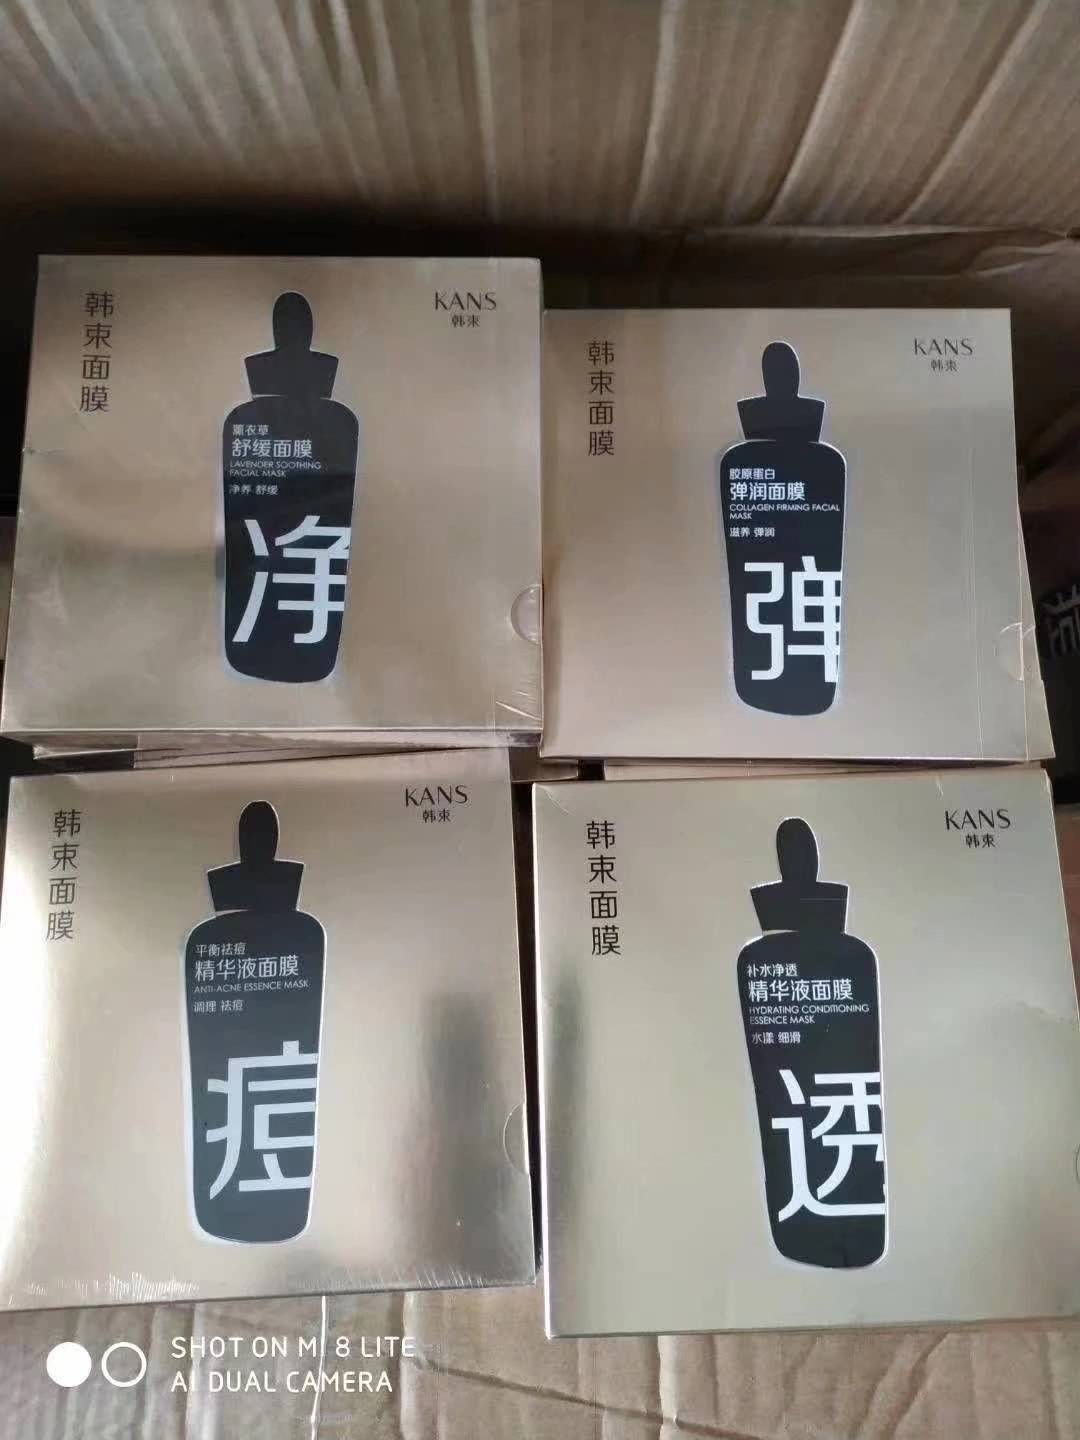 韩束面膜
KANS
韩束
薰衣草
舒缓面膜
LAVENDER SOOTHING
FACIAL MASK
净养 舒缓
净
韩束面膜
KANS
韩束
胶原蛋白
弹润面膜
COLLAGEN FIRMING FACIAL
MASK
滋养 弹润
弹
韩束面膜
KANS
韩束
平衡祛痘
精华液面膜
ANTI-ACNE ESSENCE MASK
调理 祛痘
痘
韩束面膜
KANS
韩束
补水净透
精华液面膜
HYDRATING CONDITIONING
ESSENCE MASK
水漾 细滑
透
SHOT ON MI 8 LITE
AI DUAL CAMERA